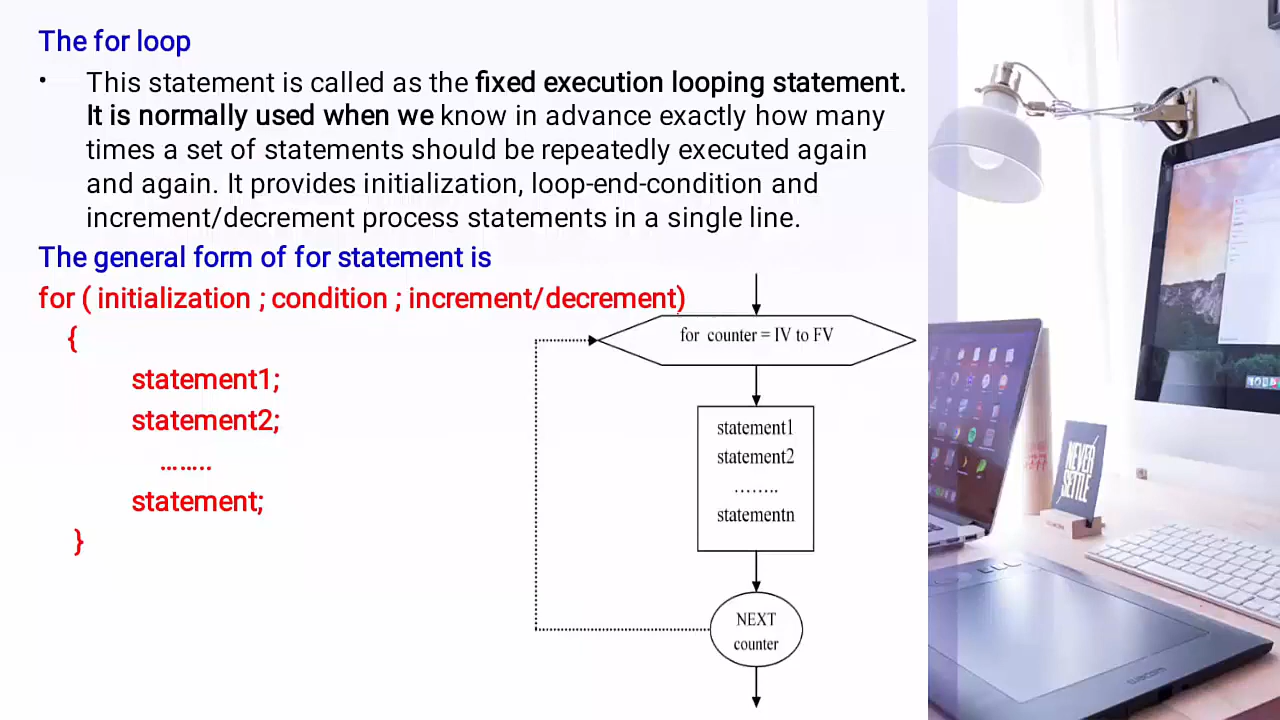 The for loop
• This statement is called as the fixed execution looping statement.
It is normally used when we know in advance exactly how many
times a set of statements should be repeatedly executed again
and again. It provides initialization, loop-end-condition and
increment/decrement process statements in a single line.
The general form of for statement is
for ( initialization ; condition ; increment/decrement)
{
statement1;
statement2;
........
statement;
}
for counter = IV to FV
statement1
statement2
........
statementn
NEXT
counter
NEVER
SETTLE